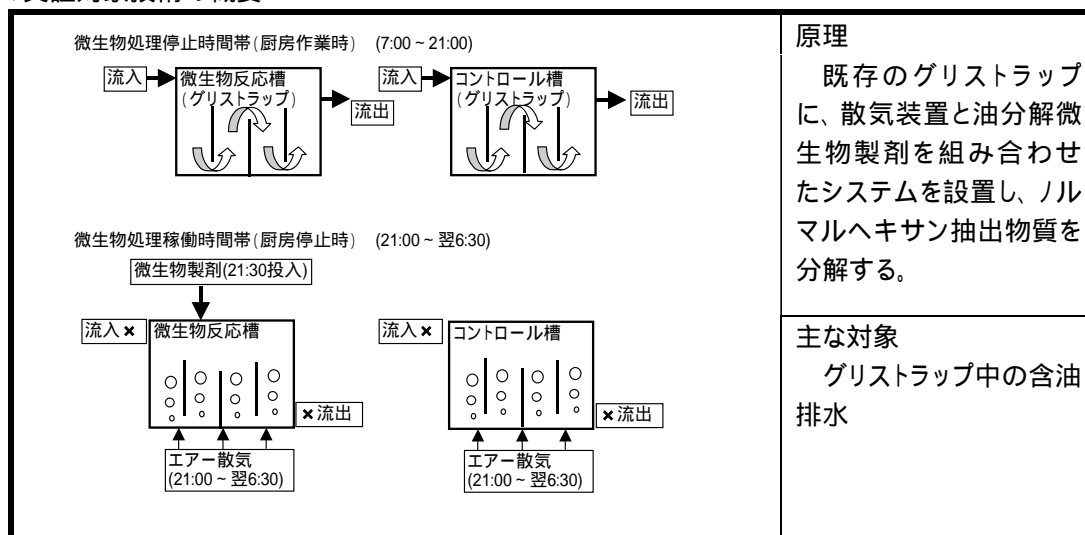 微生物処理停止時間帯(厨房作業時) (7:00～21:00)
流入
微生物反応槽
(グリストラップ)
流出
流入
コントロール槽
(グリストラップ)
流出
微生物処理稼働時間帯(厨房停止時) (21:00～翌6:30)
微生物製剤(21:30投入)
流入×
微生物反応槽
×流出
エアー散気
(21:00～翌6:30)
流入×
コントロール槽
×流出
エアー散気
(21:00～翌6:30)
原理
既存のグリストラップ
に、散気装置と油分解微
生物製剤を組み合わせ
たシステムを設置し、ノル
マルヘキサン抽出物質を
分解する。
主な対象
グリストラップ中の含油
排水